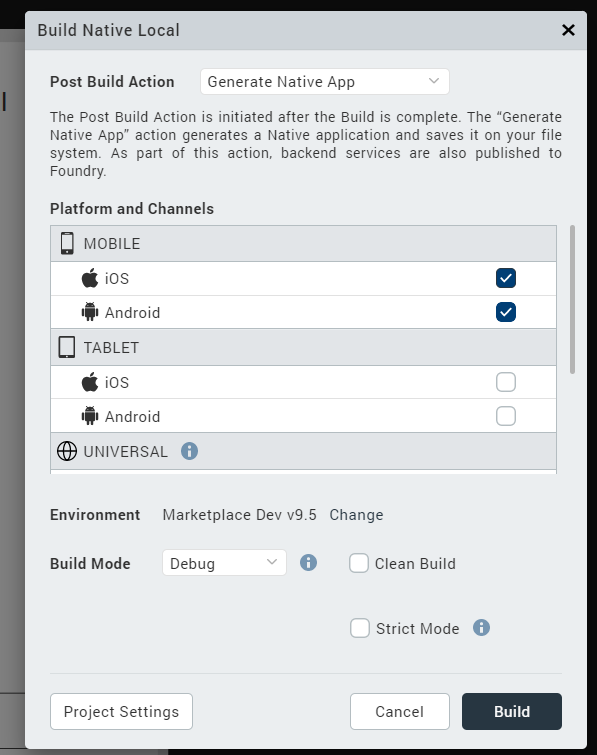 Build Native Local
Post Build Action Generate Native App
The Post Build Action is initiated after the Build is complete. The “Generate
Native App” action generates a Native application and saves it on your file
system. As part of this action, backend services are also published to
Foundry.
Platform and Channels
MOBILE
iOS
Android
TABLET
iOS
Android
UNIVERSAL
Environment Marketplace Dev v9.5 Change
Build Mode Debug Clean Build
Strict Mode
Project Settings Cancel Build